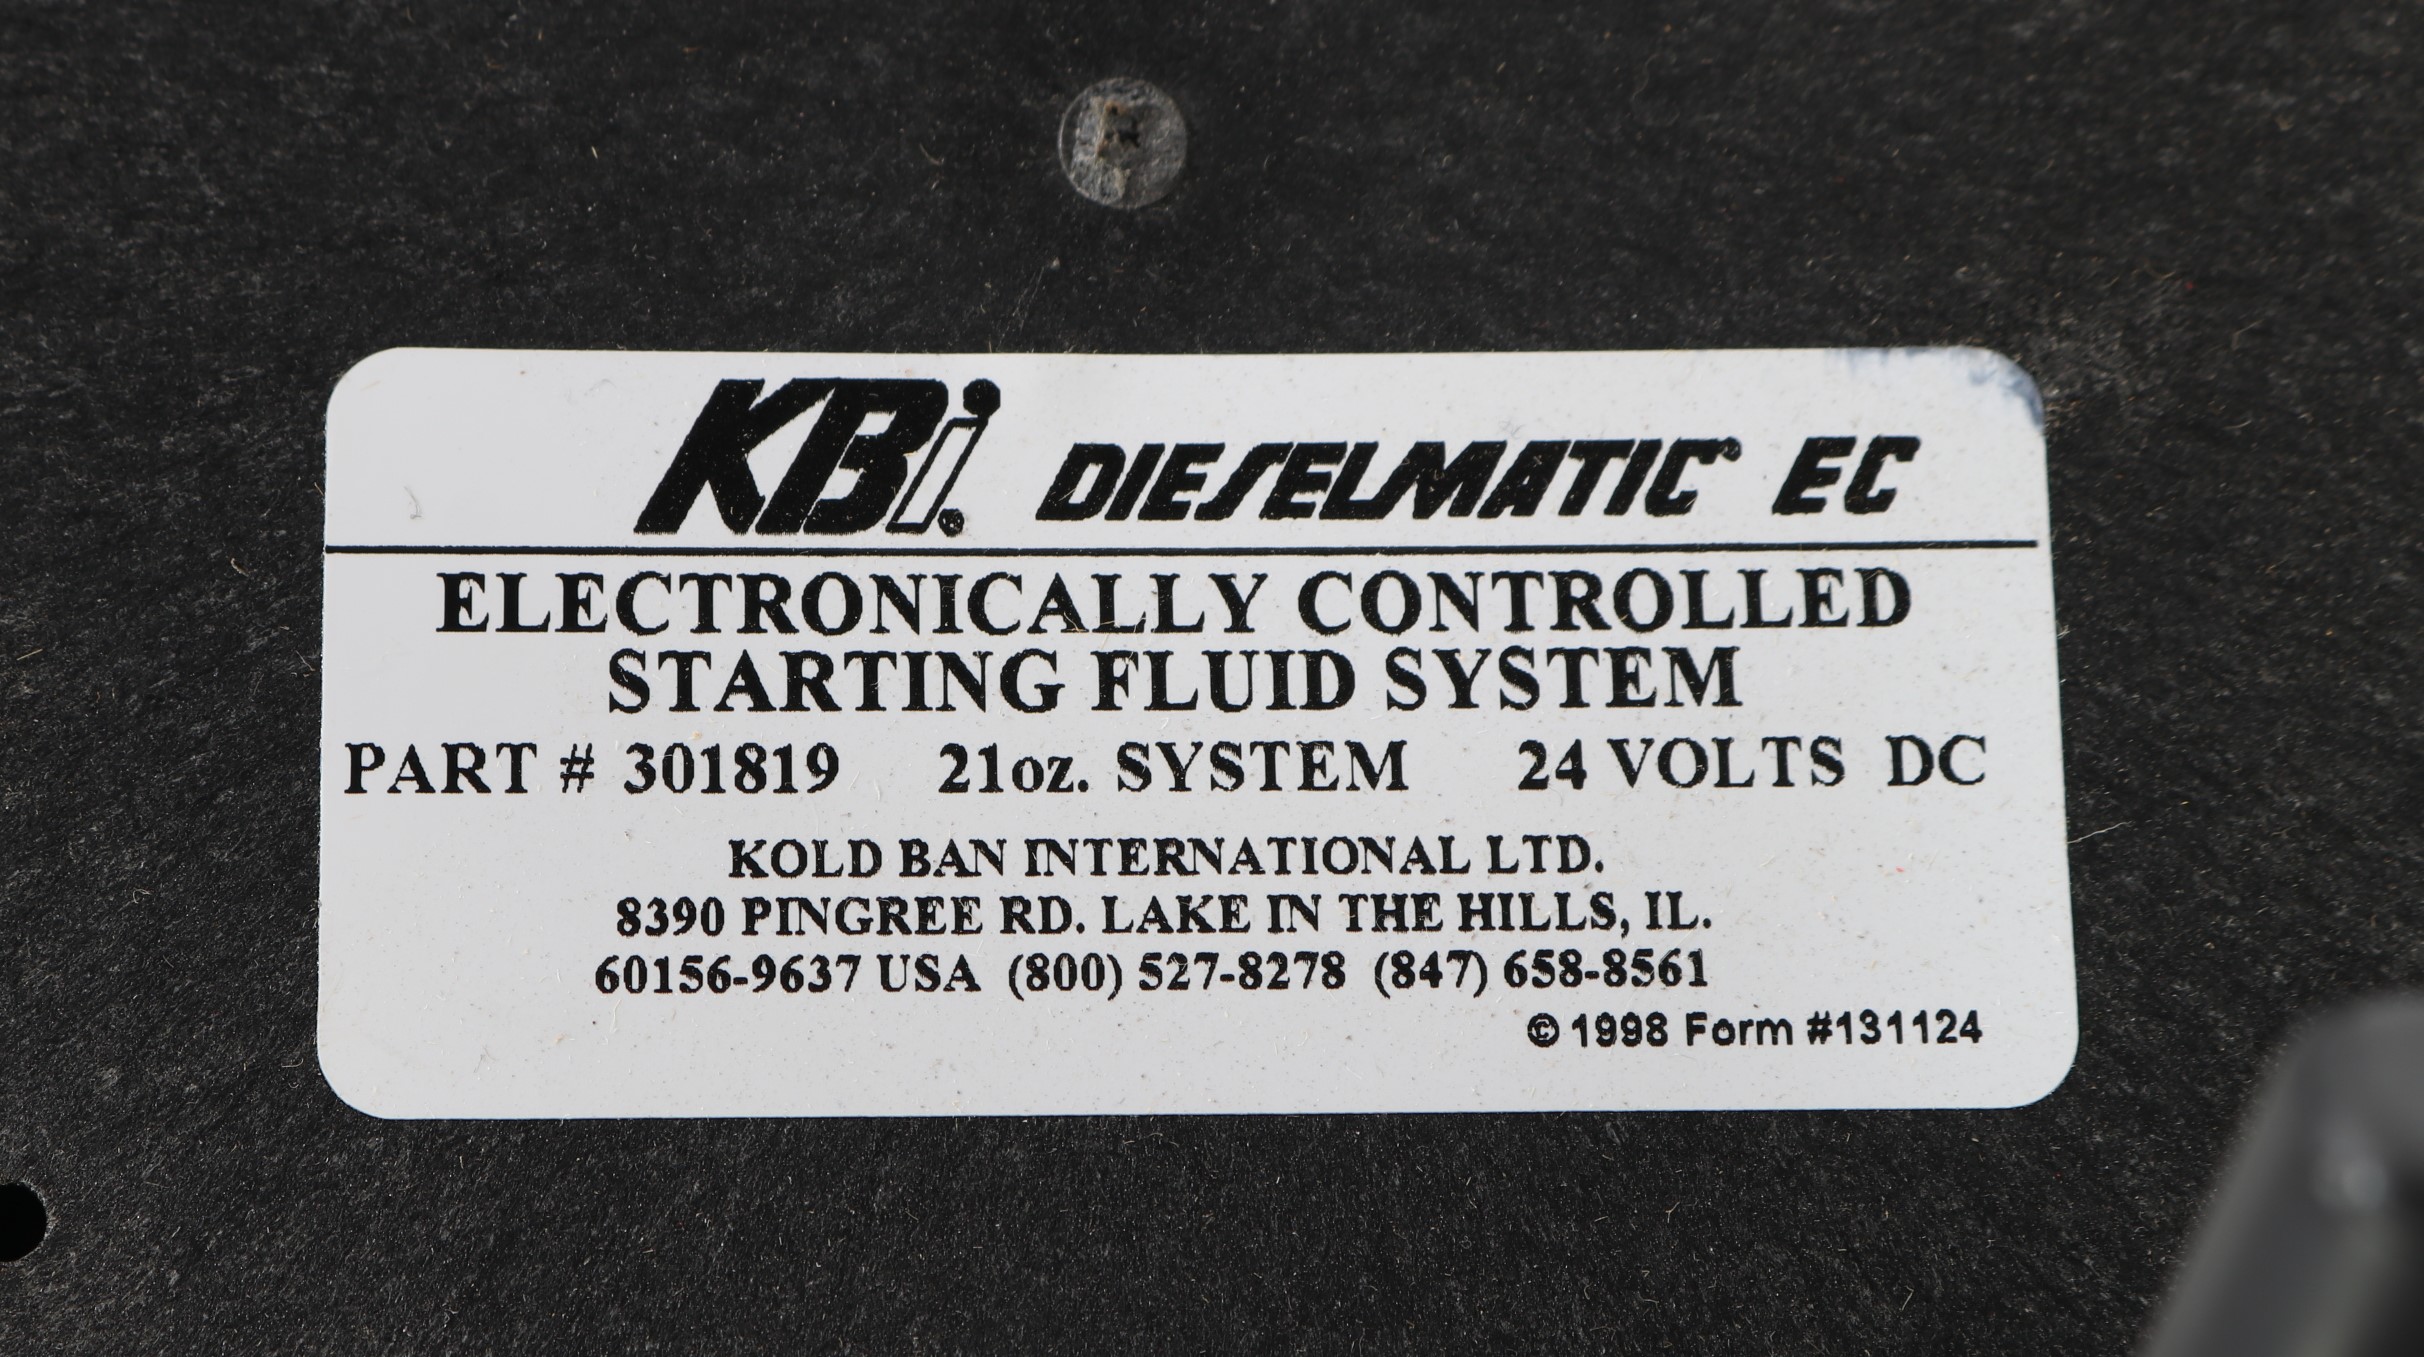 KBi® DIESELMATIC® EC
ELECTRONICALLY CONTROLLED
STARTING FLUID SYSTEM
PART # 301819 21oz. SYSTEM 24 VOLTS DC
KOLD BAN INTERNATIONAL LTD.
8390 PINGREE RD. LAKE IN THE HILLS, IL.
60156-9637 USA (800) 527-8278 (847) 658-8561
© 1998 Form #131124